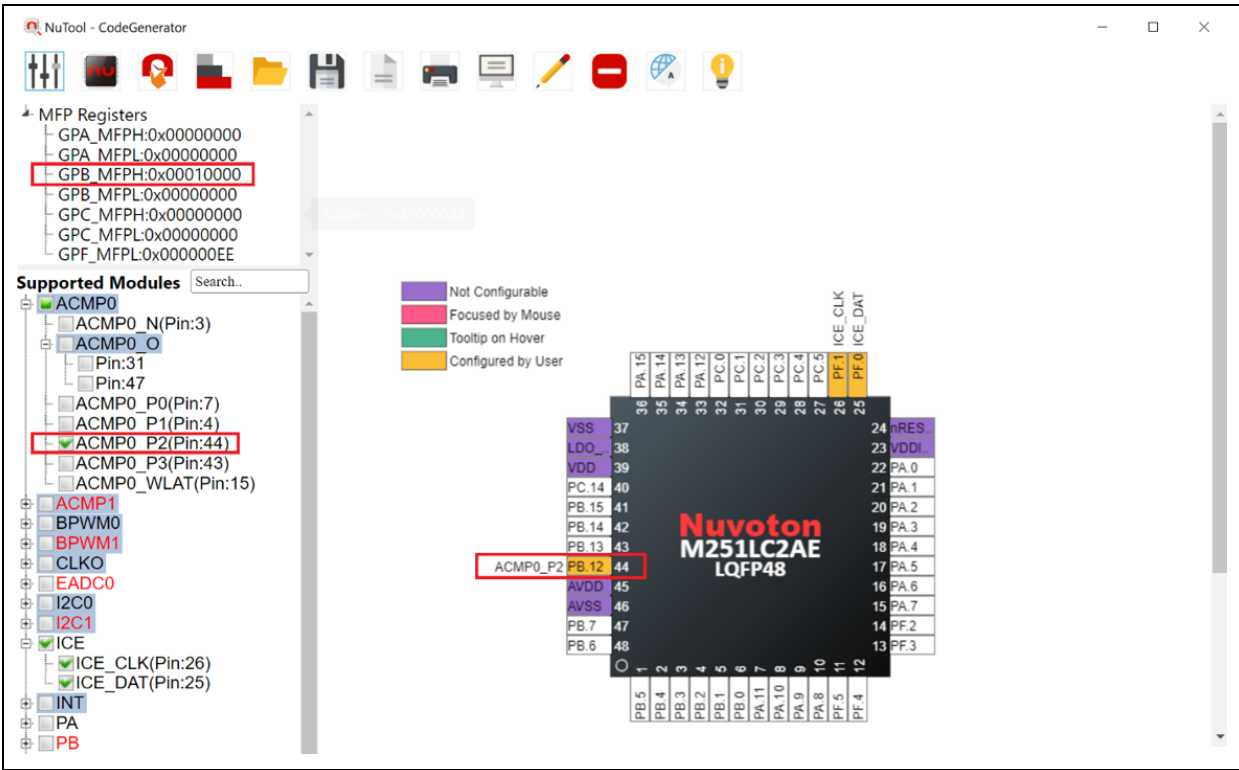 NuTool - CodeGenerator
MFP Registers
GPA_MFPH:0x00000000
GPA_MFPL:0x00000000
GPB_MFPH:0x00010000
GPB_MFPL:0x00000000
GPC_MFPH:0x00000000
GPC_MFPL:0x00000000
GPF_MFPL:0x000000EE
Supported Modules Search..
ACMP0
ACMP0_N(Pin:3)
ACMP0_O
Pin:31
Pin:47
ACMP0_P0(Pin:7)
ACMP0_P1(Pin:4)
ACMP0_P2(Pin:44)
ACMP0_P3(Pin:43)
ACMP0_WLAT(Pin:15)
ACMP1
BPWM0
BPWM1
CLKO
EADC0
I2C0
I2C1
ICE
ICE_CLK(Pin:26)
ICE_DAT(Pin:25)
INT
PA
PB
Not Configurable
Focused by Mouse
Tooltip on Hover
Configured by User
ICE_CLK ICE_DAT
PA.15 PA.14 PA.13 PA.12 PC.0 PC.1 PC.2 PC.3 PC.4 PC.5 PF.1 PF.0
36 35 34 33 32 31 30 29 28 27 26 25
VSS 37
LDO_.. 38
VDD 39
PC.14 40
PB.15 41
PB.14 42
PB.13 43
ACMP0_P2 PB.12 44
AVDD 45
AVSS 46
PB.7 47
PB.6 48
Nuvoton
M251LC2AE
LQFP48
24 nRES..
23 VDDI..
22 PA.0
21 PA.1
20 PA.2
19 PA.3
18 PA.4
17 PA.5
16 PA.6
15 PA.7
14 PF.2
13 PF.3
1 2 3 4 5 6 7 8 9 10 11 12
PB.5 PB.4 PB.3 PB.2 PB.1 PB.0 PA.11 PA.10 PA.9 PA.8 PF.5 PF.4